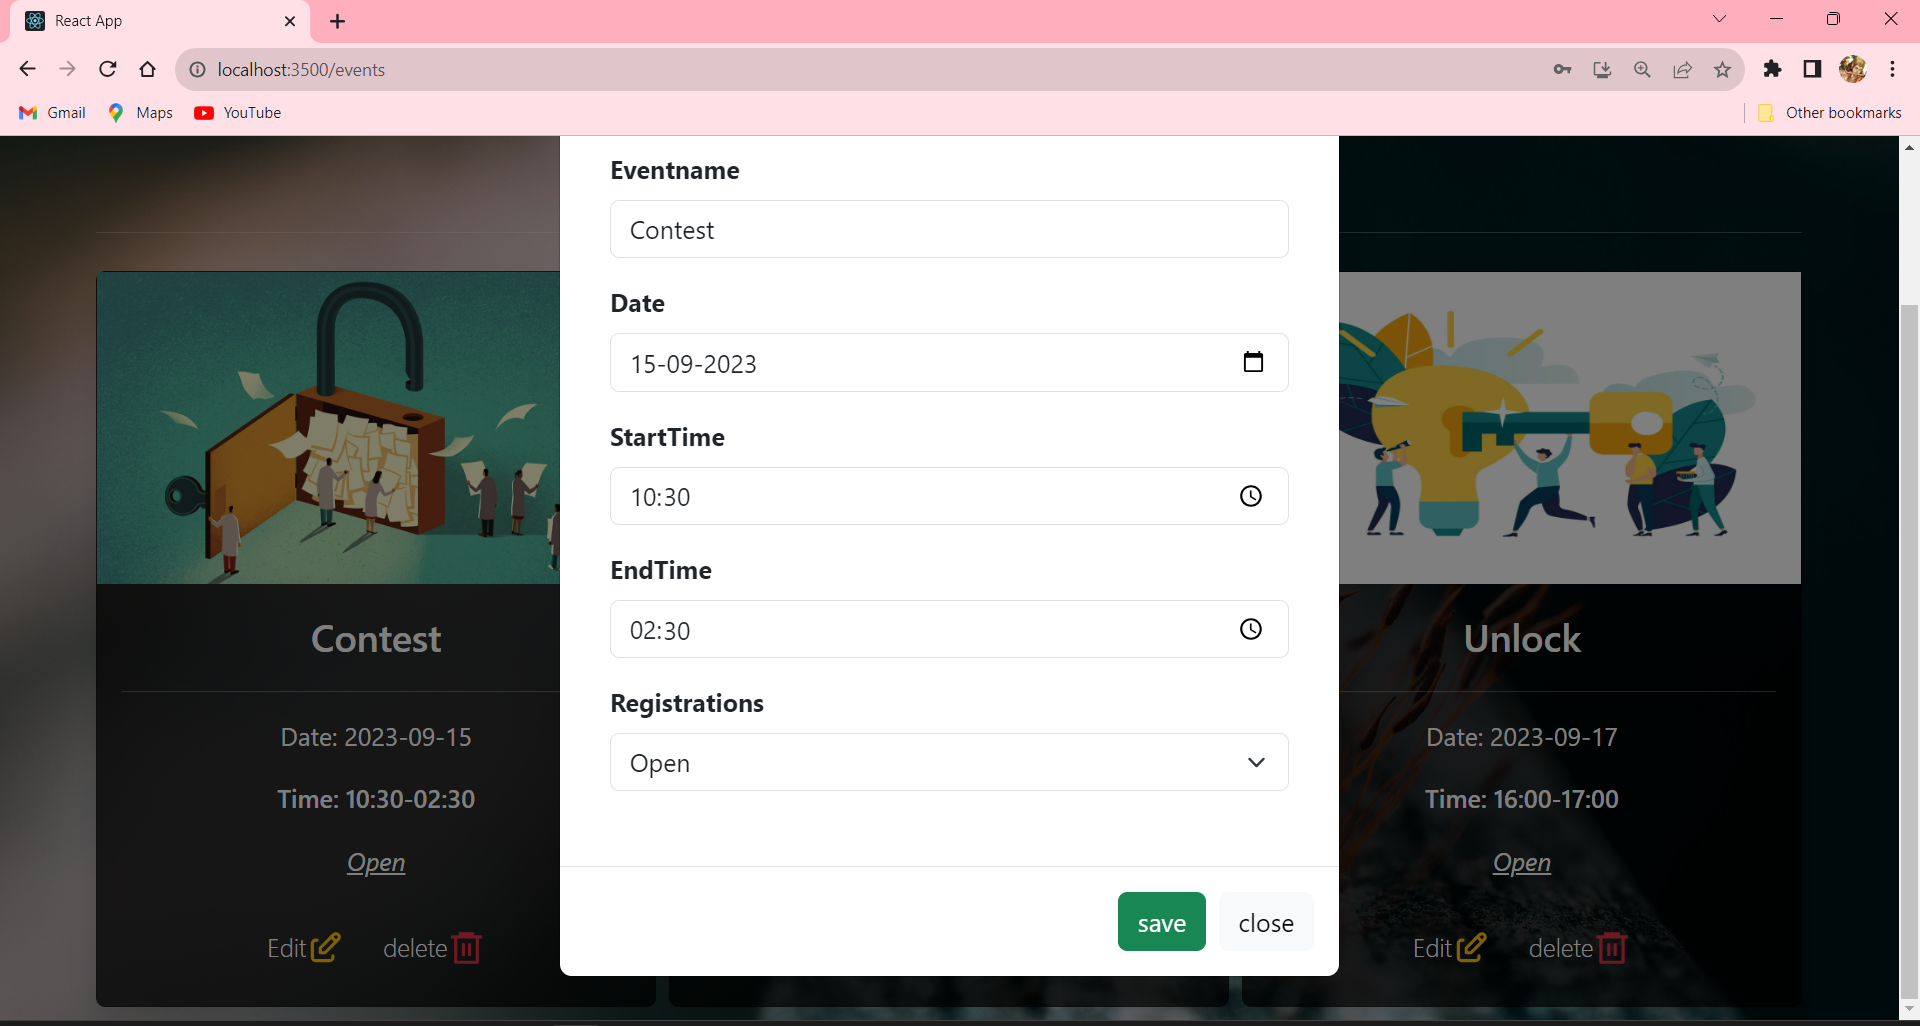 React App
localhost:3500/events
Gmail
Maps
YouTube
Other bookmarks
Eventname
Contest
Date
15-09-2023
StartTime
10:30
EndTime
02:30
Registrations
Open
save
close
Contest
Date: 2023-09-15
Time: 10:30-02:30
Open
Edit
delete
Unlock
Date: 2023-09-17
Time: 16:00-17:00
Open
Edit
delete